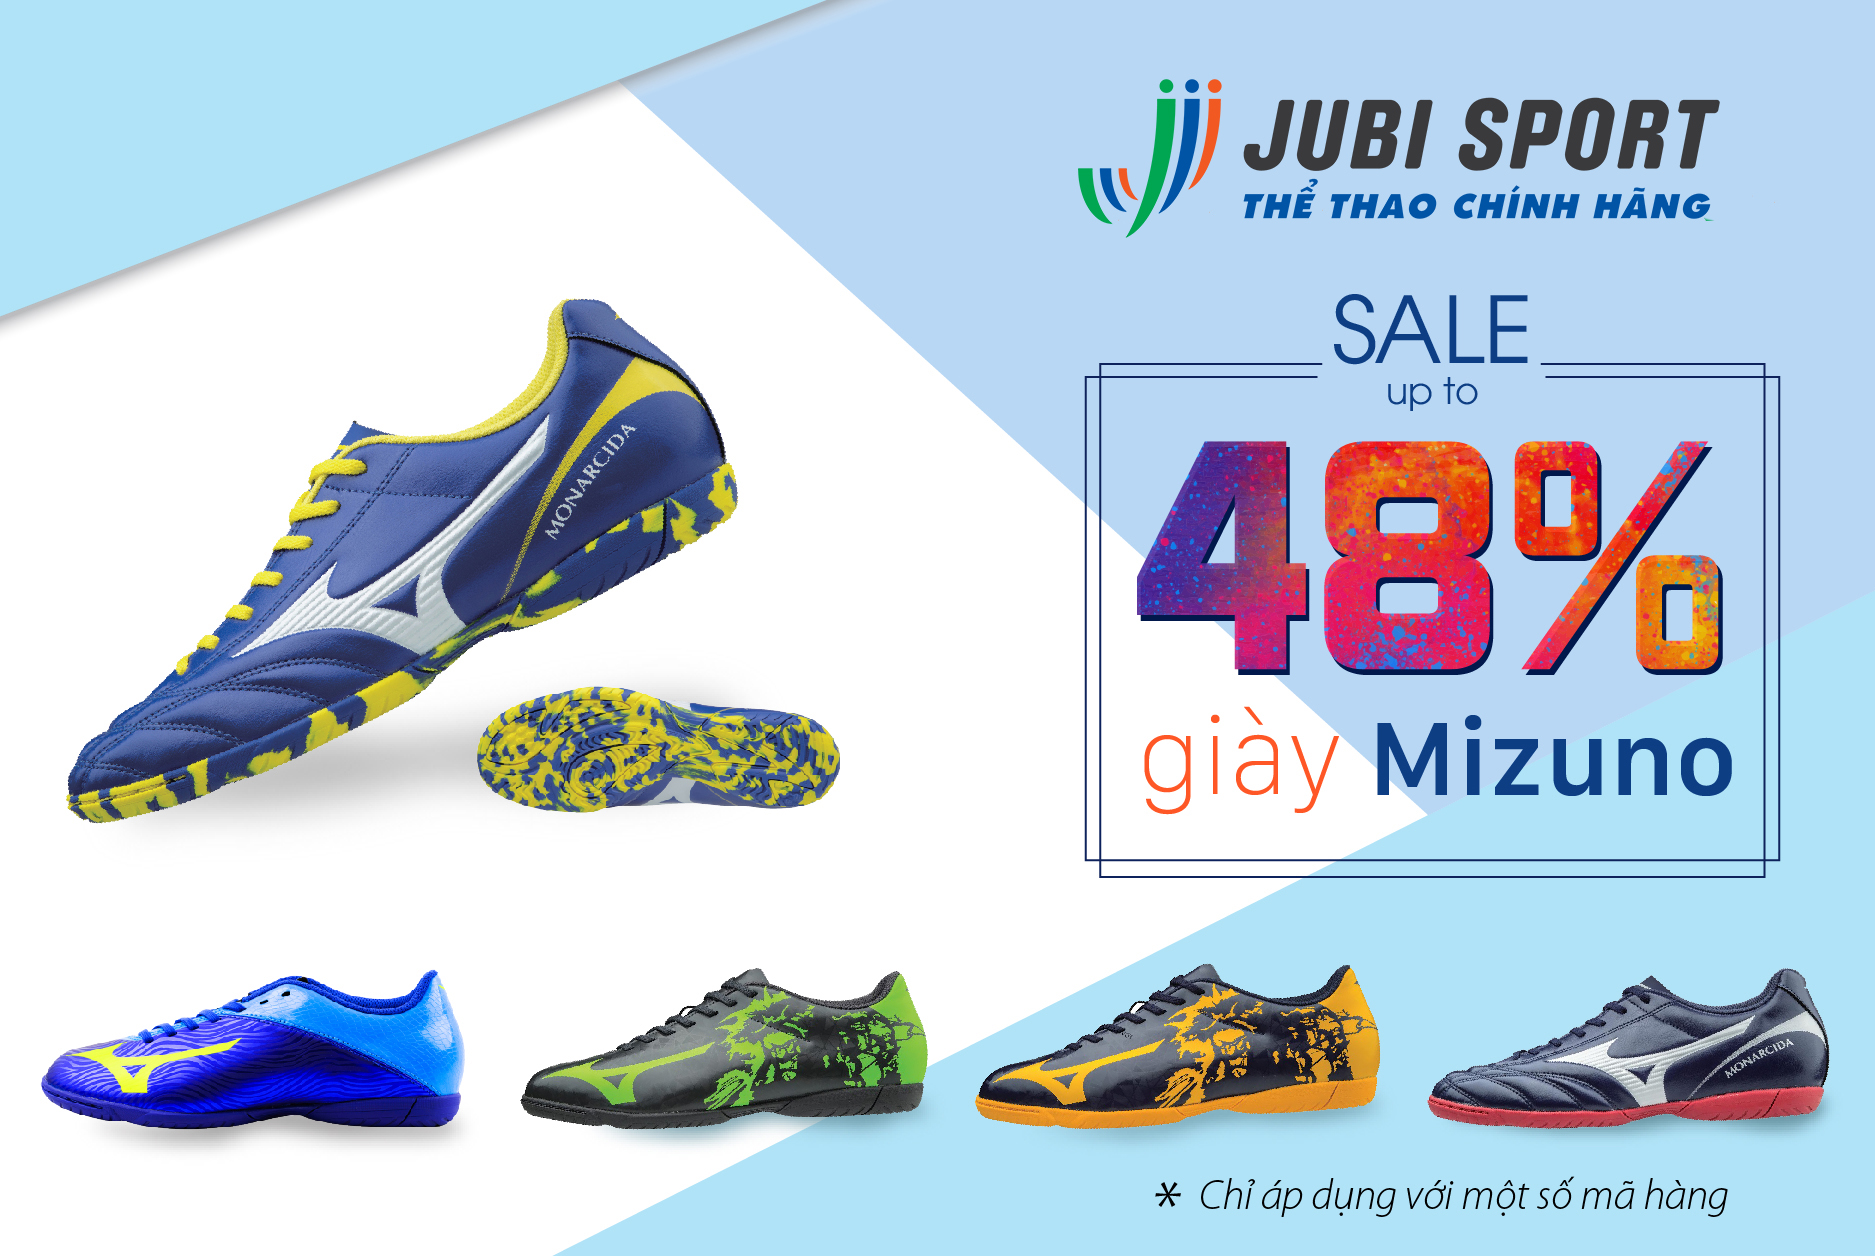 JUBI SPORT
THỂ THAO CHÍNH HÃNG
SALE
up to
48%
giày Mizuno
MONARCIDA
MONARCIDA
* Chỉ áp dụng với một số mã hàng